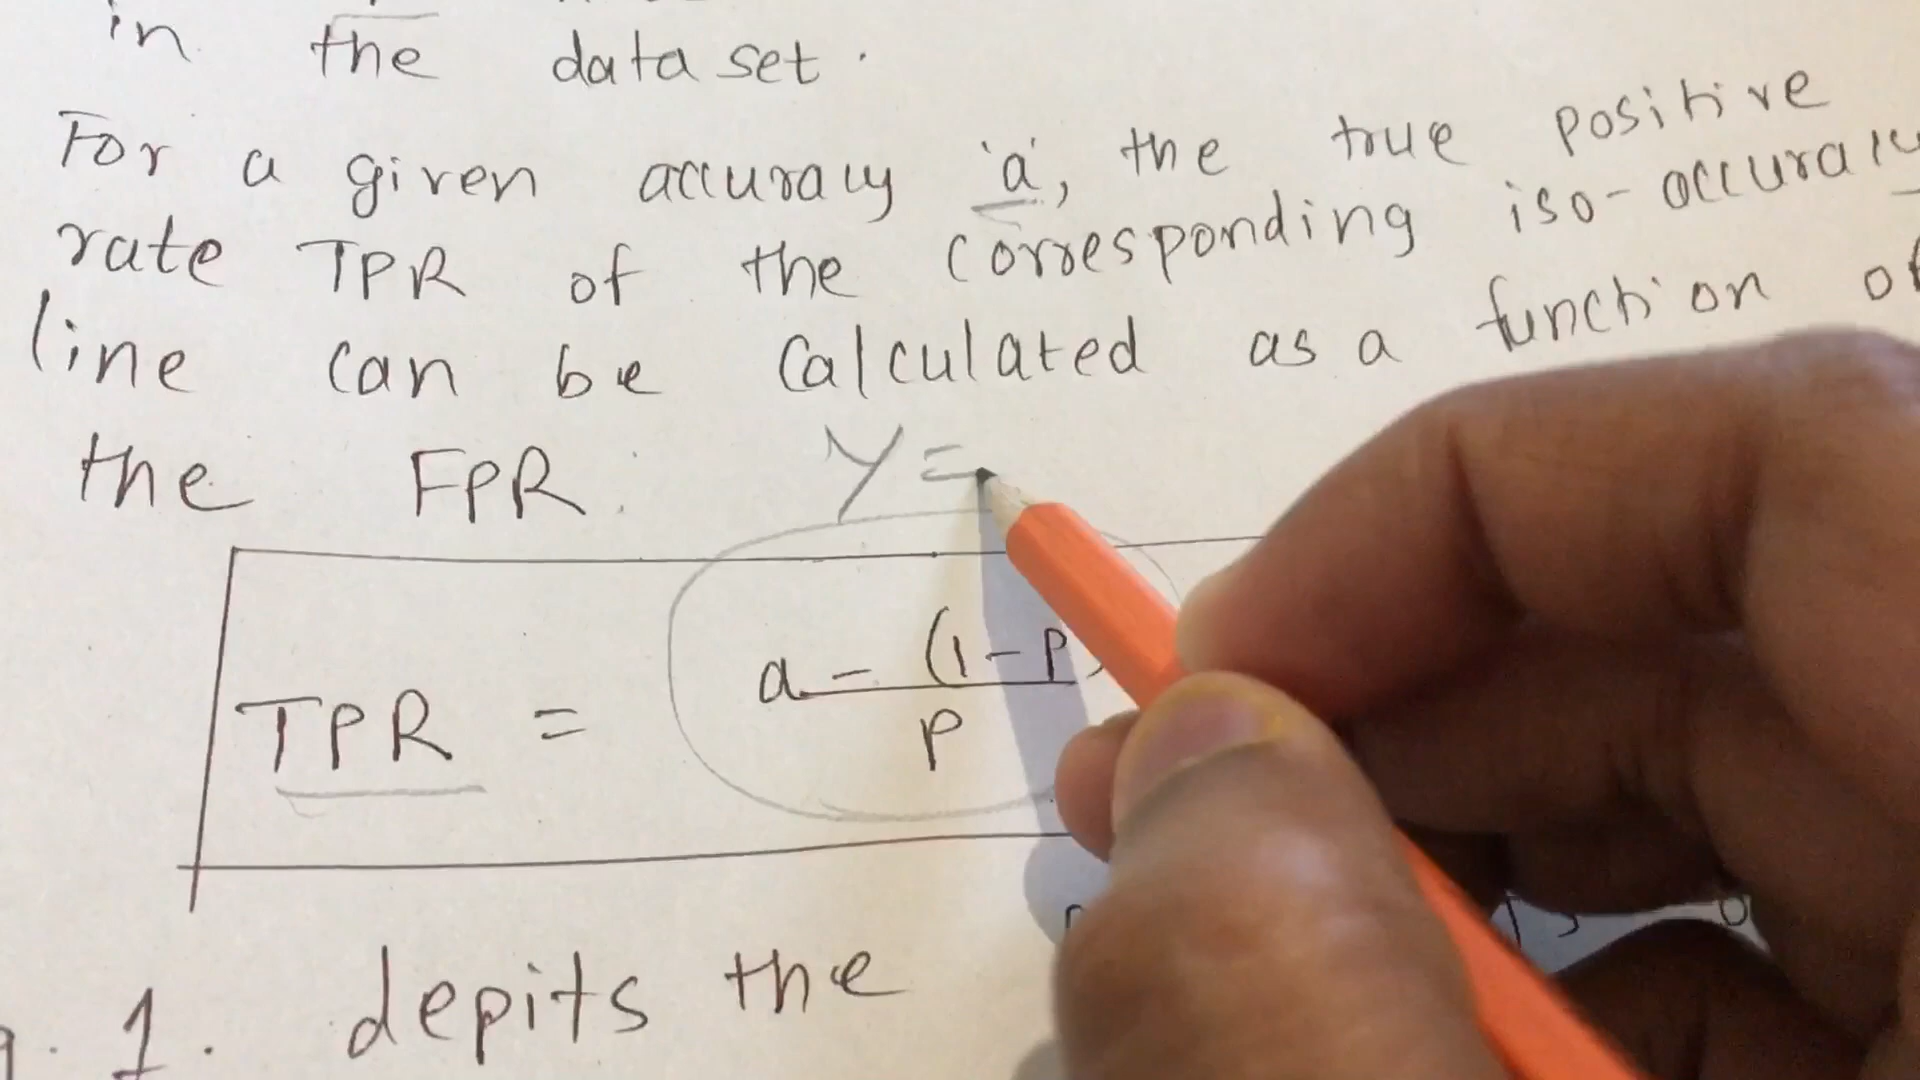 in the data set.
For a given accuracy 'a', the true positive
rate TPR of the corresponding iso-accuracy
line can be calculated as a function of
the FPR: Y=
TPR = a - (1-P) / P
1. depits the